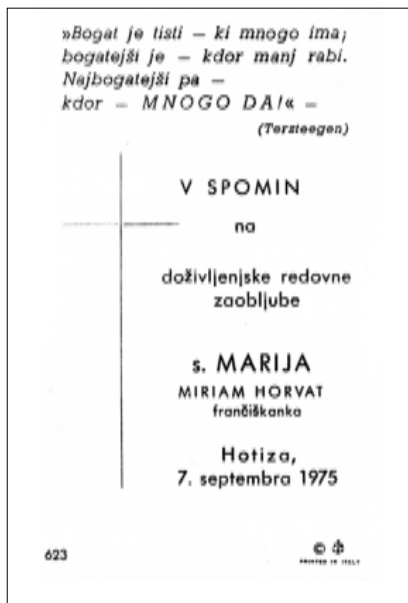 »Bogat je tisti — ki mnogo ima;
bogatejši je — kdor manj rabi.
Najbogatejši pa —
kdor — MNOGO DA!« —
(Terzteegen)
V SPOMIN
na
doživljenjske redovne
zaobljube
s. MARIJA
MIRIAM HORVAT
frančiškanka
Hotiza,
7. septembra 1975
623
©
PRINTED IN ITALY